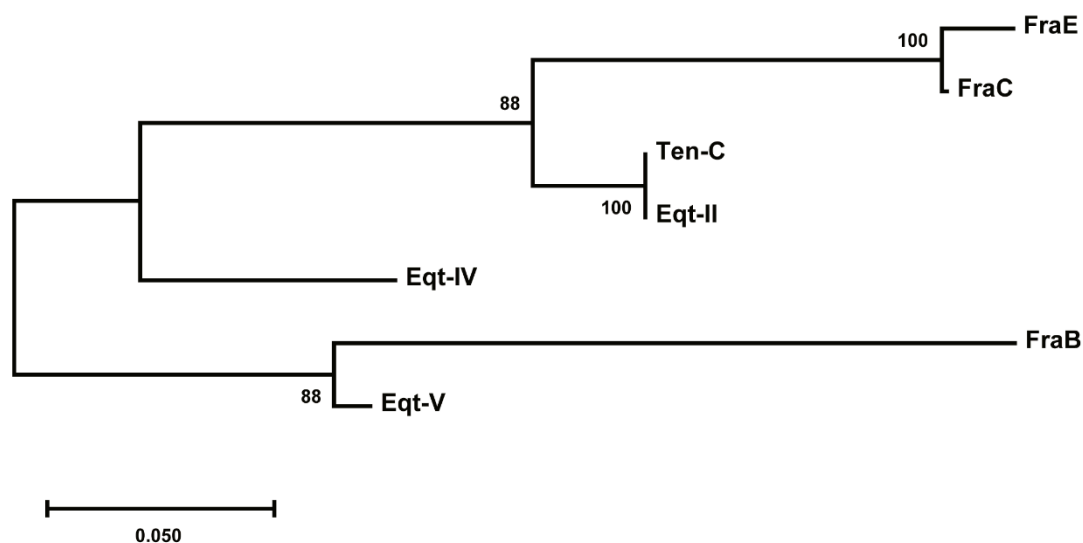 FraE
100
FraC
88
Ten-C
100
Eqt-II
Eqt-IV
FraB
88
Eqt-V
0.050